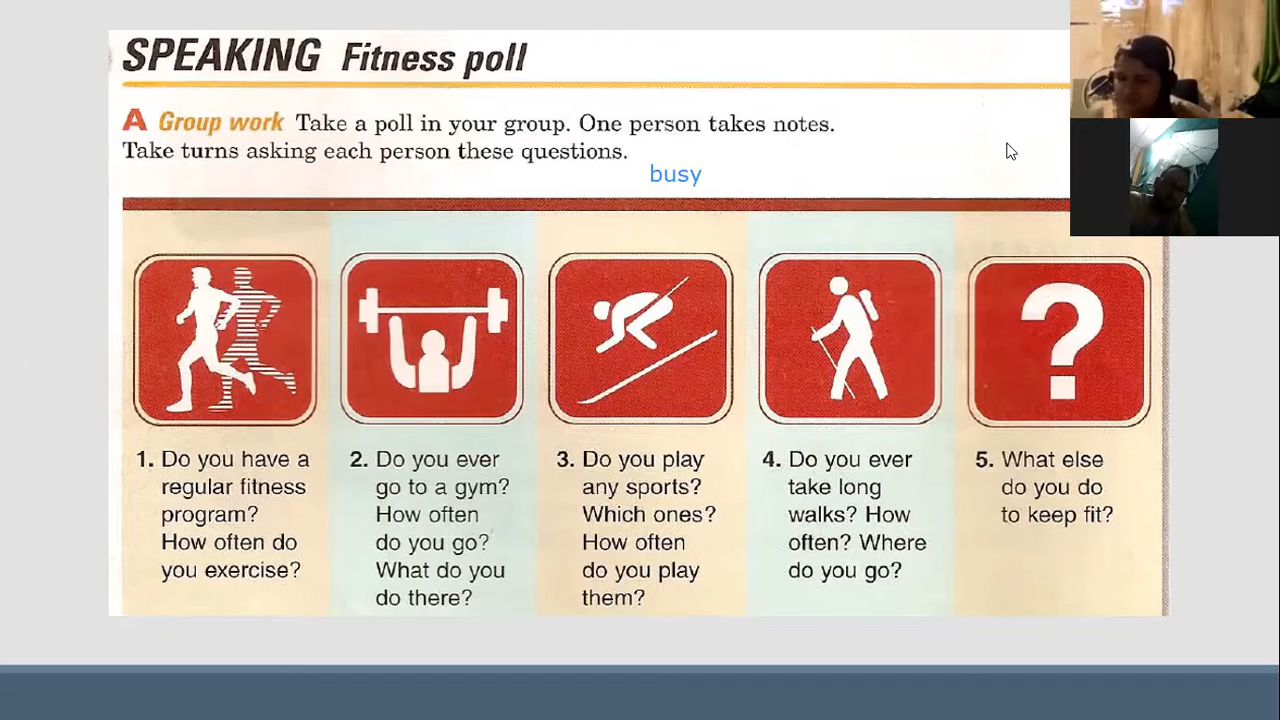 SPEAKING Fitness poll
A Group work Take a poll in your group. One person takes notes.
Take turns asking each person these questions.
busy
1. Do you have a
regular fitness
program?
How often do
you exercise?
2. Do you ever
go to a gym?
How often
do you go?
What do you
do there?
3. Do you play
any sports?
Which ones?
How often
do you play
them?
4. Do you ever
take long
walks? How
often? Where
do you go?
?
5. What else
do you do
to keep fit?